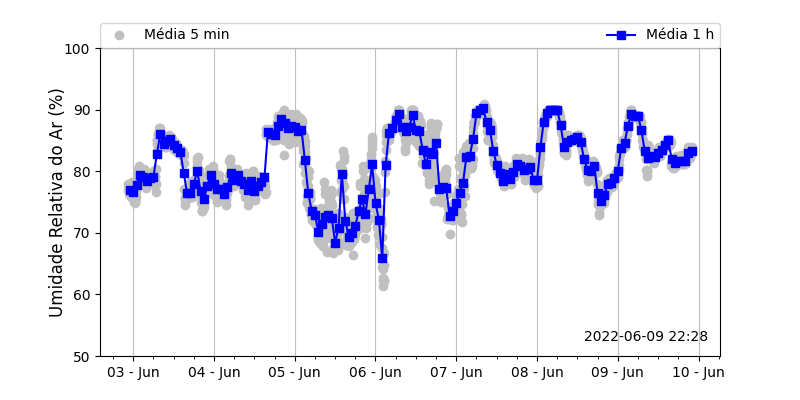 Média 5 min Média 1 h
Umidade Relativa do Ar (%)
100
90
80
70
60
50
2022-06-09 22:28
03 - Jun 04 - Jun 05 - Jun 06 - Jun 07 - Jun 08 - Jun 09 - Jun 10 - Jun